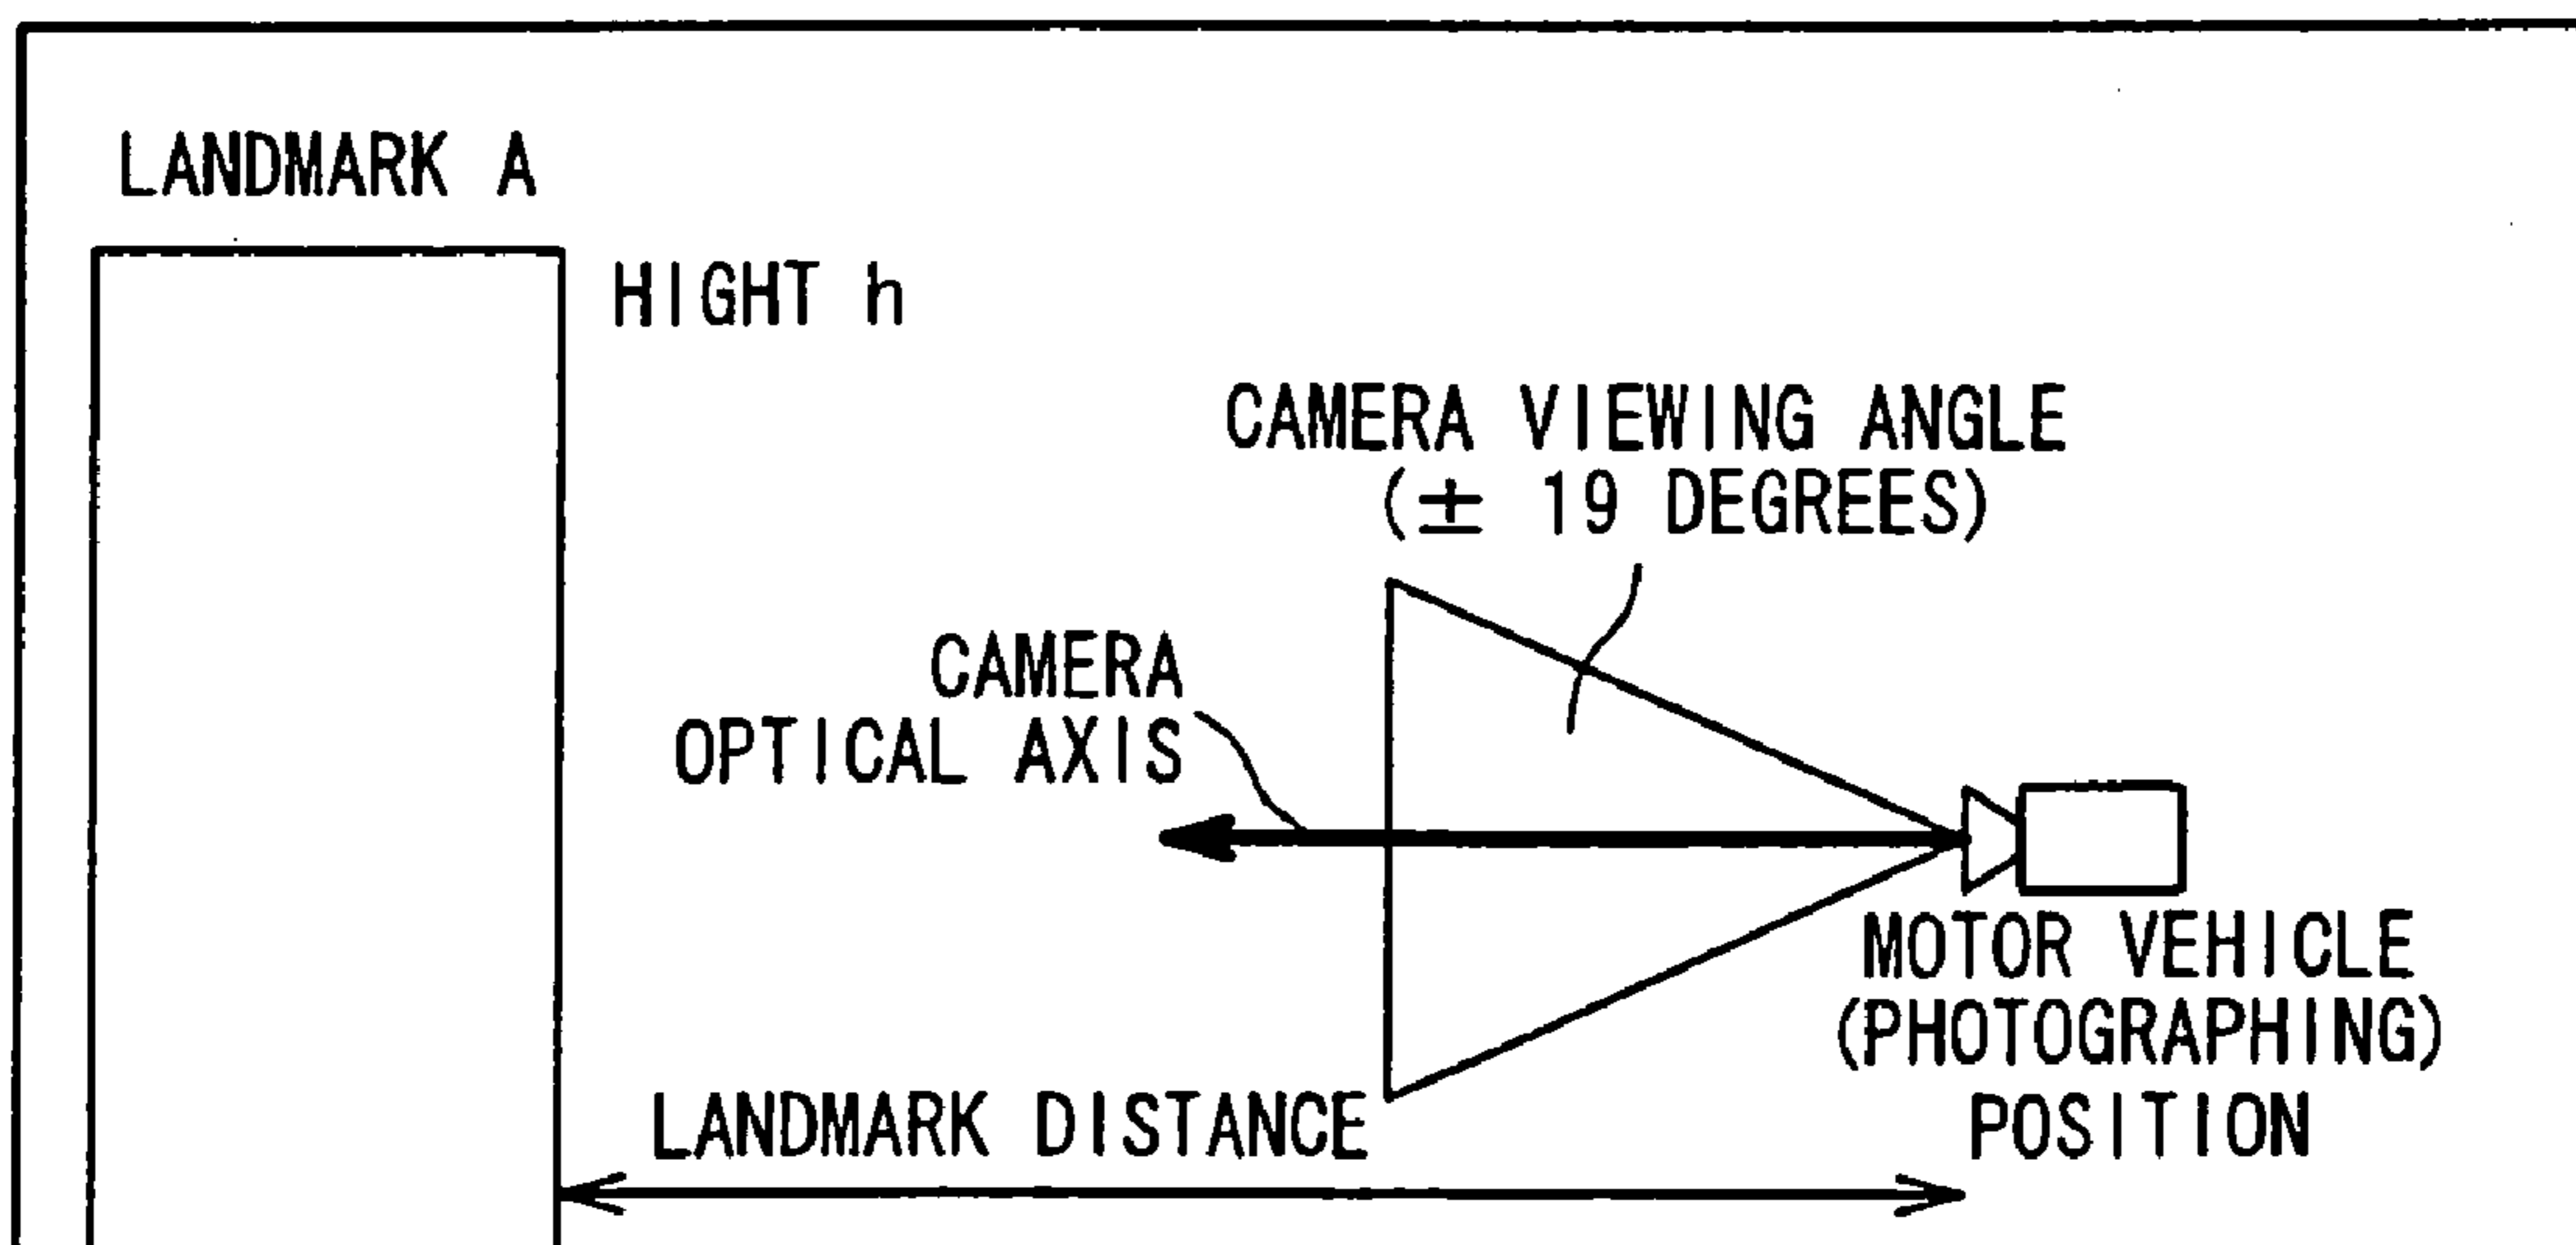 LANDMARK A
HIGHT h
CAMERA VIEWING ANGLE
(± 19 DEGREES)
CAMERA
OPTICAL AXIS
MOTOR VEHICLE
(PHOTOGRAPHING)
POSITION
LANDMARK DISTANCE